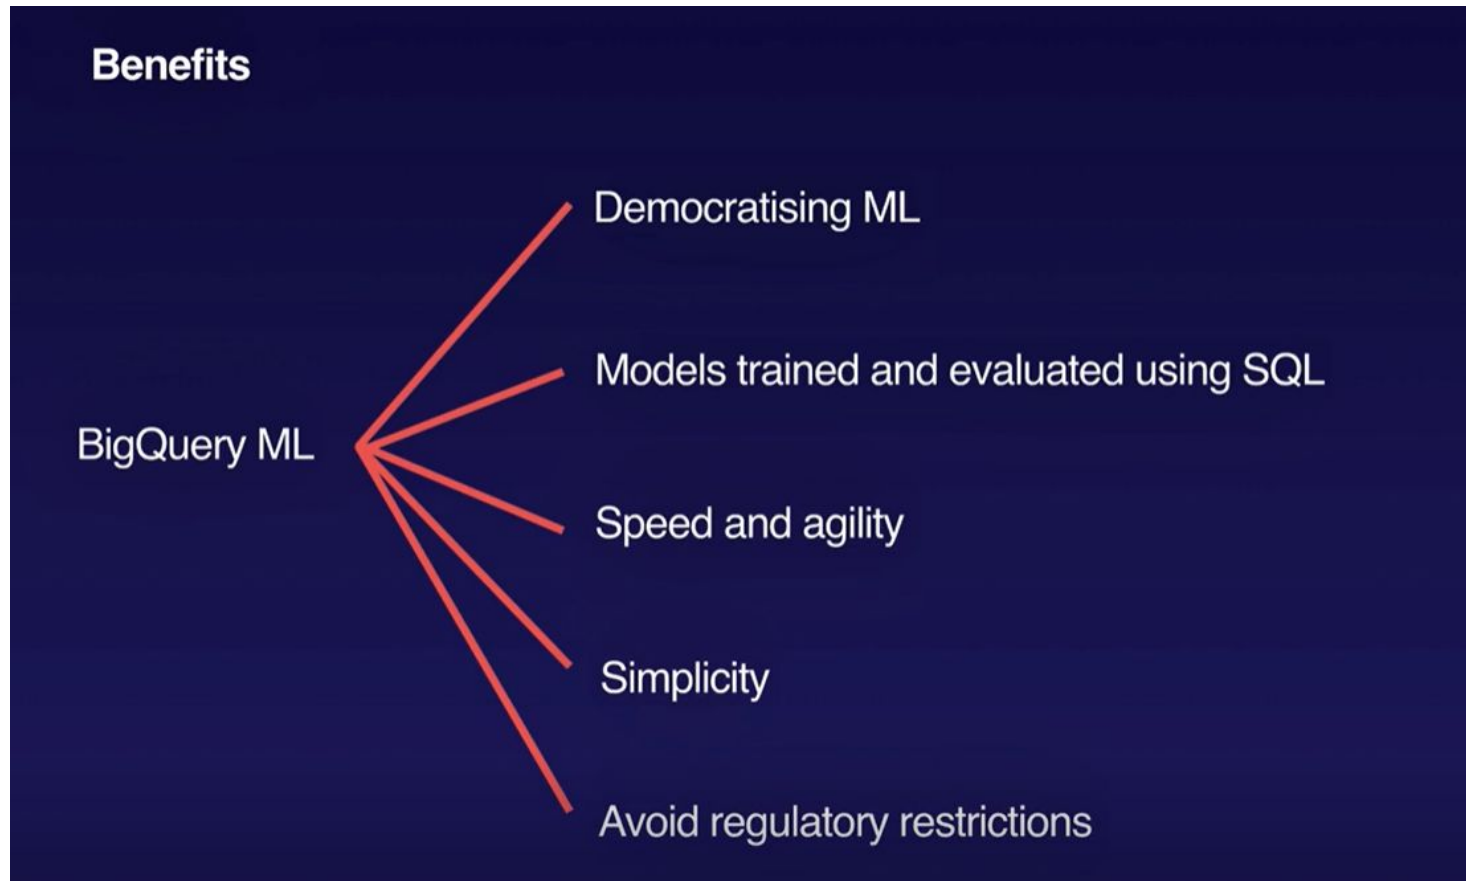 Benefits
Democratising ML
Models trained and evaluated using SQL
BigQuery ML
Speed and agility
Simplicity
Avoid regulatory restrictions